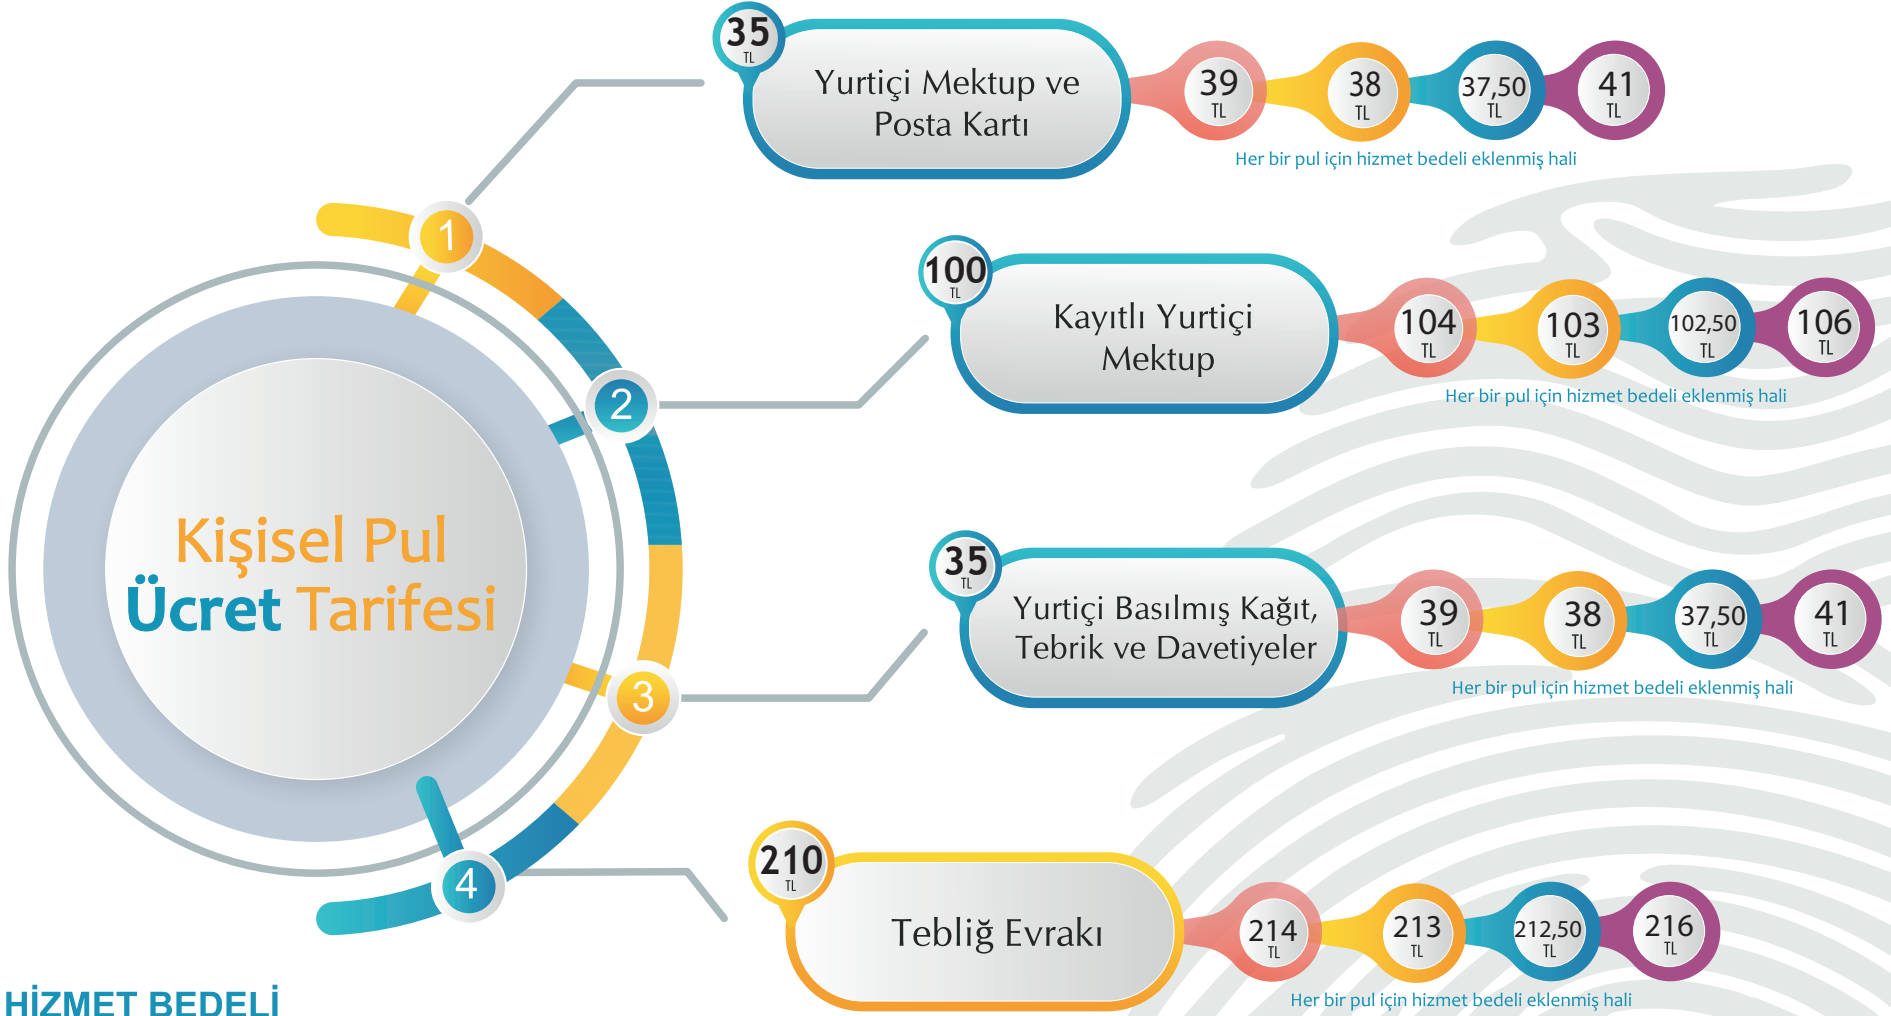 35
TL
Yurtiçi Mektup ve
Posta Kartı
39
TL
38
TL
37,50
TL
41
TL
Her bir pul için hizmet bedeli eklenmiş hali
1
100
TL
Kayıtlı Yurtiçi
Mektup
104
TL
103
TL
102,50
TL
106
TL
Her bir pul için hizmet bedeli eklenmiş hali
2
Kişisel Pul
Ücret Tarifesi
35
TL
Yurtiçi Basılmış Kağıt,
Tebrik ve Davetiyeler
39
TL
38
TL
37,50
TL
41
TL
Her bir pul için hizmet bedeli eklenmiş hali
3
210
TL
Tebliğ Evrakı
214
TL
213
TL
212,50
TL
216
TL
Her bir pul için hizmet bedeli eklenmiş hali
4
HİZMET BEDELİ